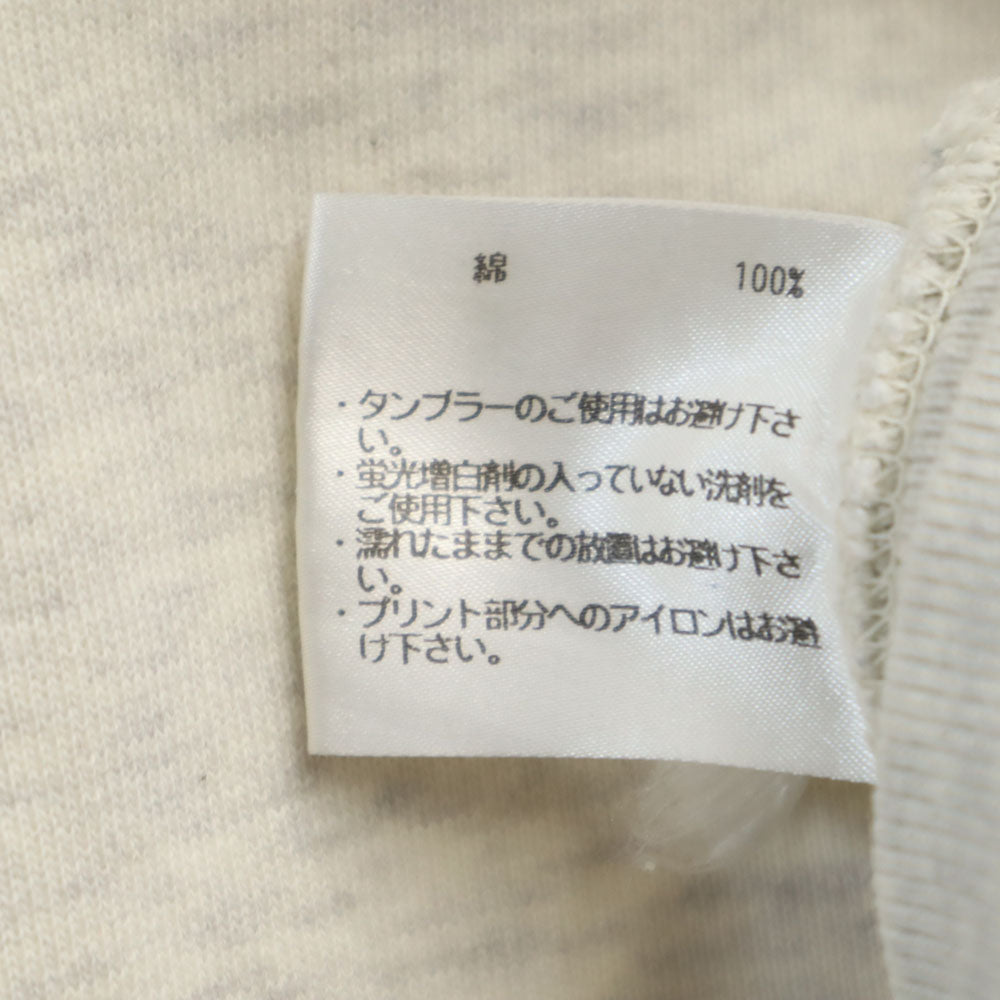 綿 100%
・タンブラーのご使用はお避け下さ
い。
・蛍光増白剤の入っていない洗剤を
ご使用下さい。
・濡れたままでの放置はお避け下さ
い。
・プリント部分へのアイロンはお避
け下さい。